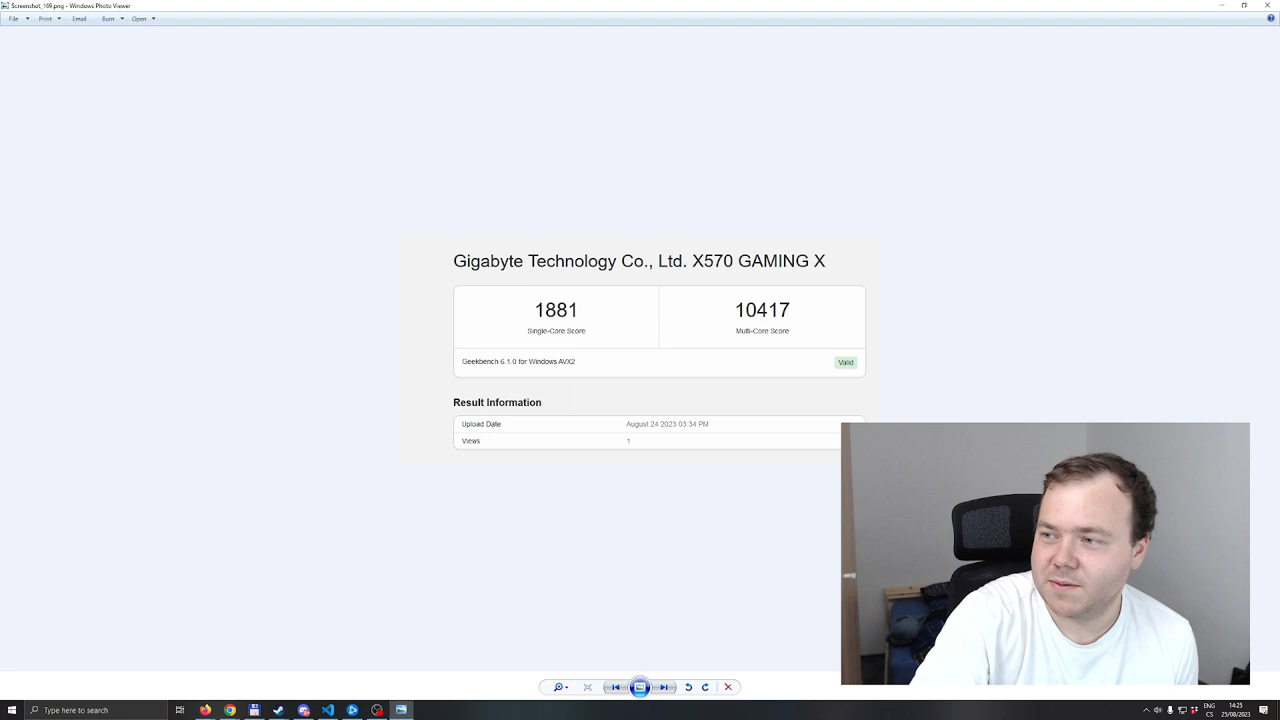 Screenshot_169.png - Windows Photo Viewer
File Print Email Burn Open
Gigabyte Technology Co., Ltd. X570 GAMING X
1881 10417
Single-Core Score Multi-Core Score
Geekbench 6.1.0 for Windows AVX2 Valid
Result Information
Upload Date August 24 2023 03:34 PM
Views 1
Type here to search
ENG 14:25
CS 25/08/2023